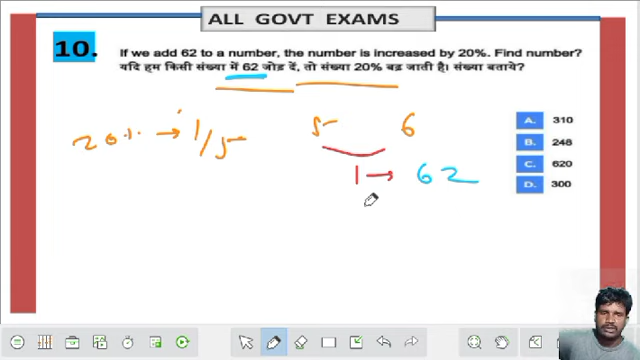 ALL GOVT EXAMS
10.
If we add 62 to a number, the number is increased by 20%. Find number?
यदि हम किसी संख्या में 62 जोड़ दें, तो संख्या 20% बढ़ जाती है। संख्या बताये?
20% → 1/5
5 6
1 → 62
A. 310
B. 248
C. 620
D. 300